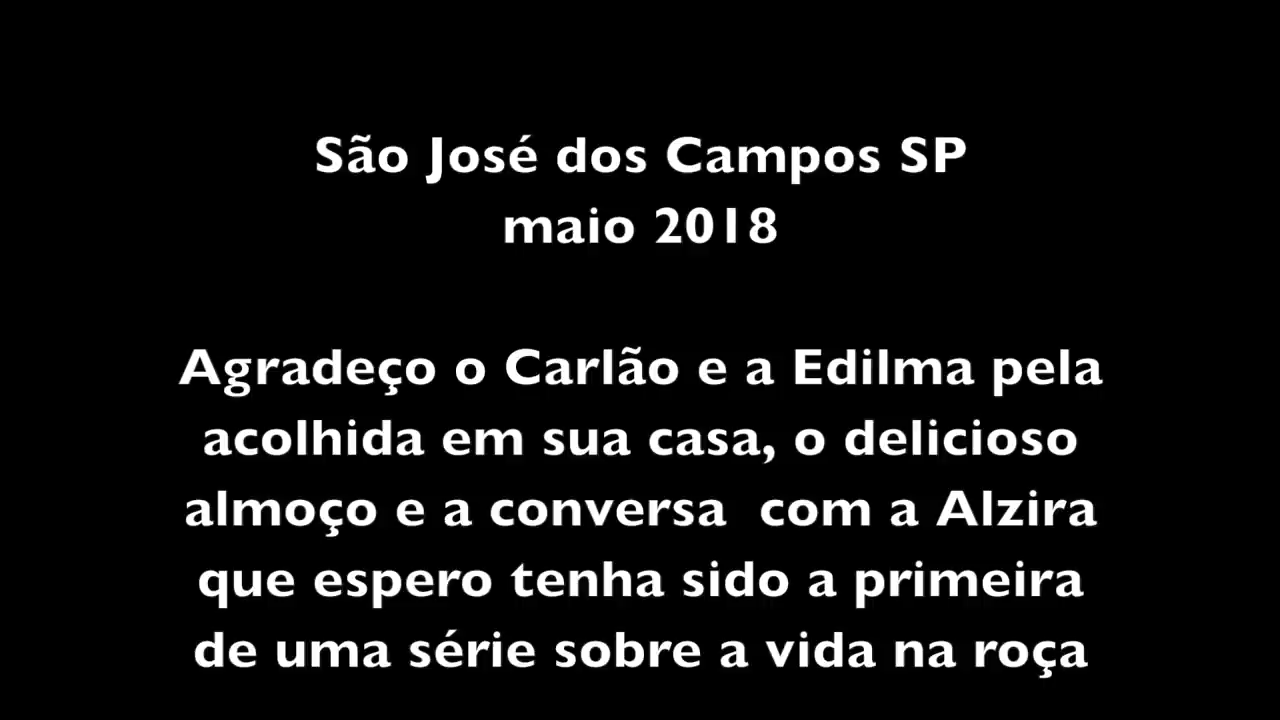 São José dos Campos SP
maio 2018
Agradeço o Carlão e a Edilma pela
acolhida em sua casa, o delicioso
almoço e a conversa  com a Alzira
que espero tenha sido a primeira
de uma série sobre a vida na roça